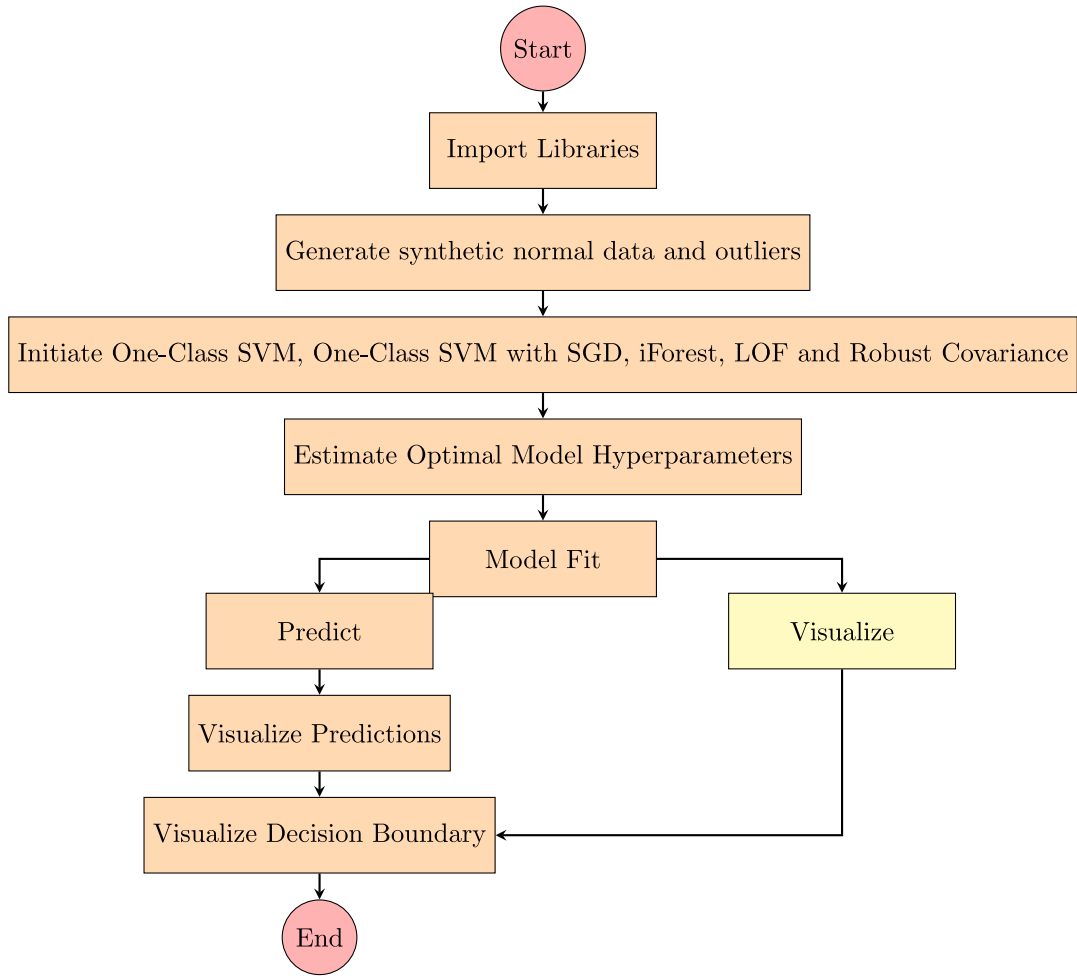 Start
Import Libraries
Generate synthetic normal data and outliers
Initiate One-Class SVM, One-Class SVM with SGD, iForest, LOF and Robust Covariance
Estimate Optimal Model Hyperparameters
Model Fit
Predict
Visualize
Visualize Predictions
Visualize Decision Boundary
End